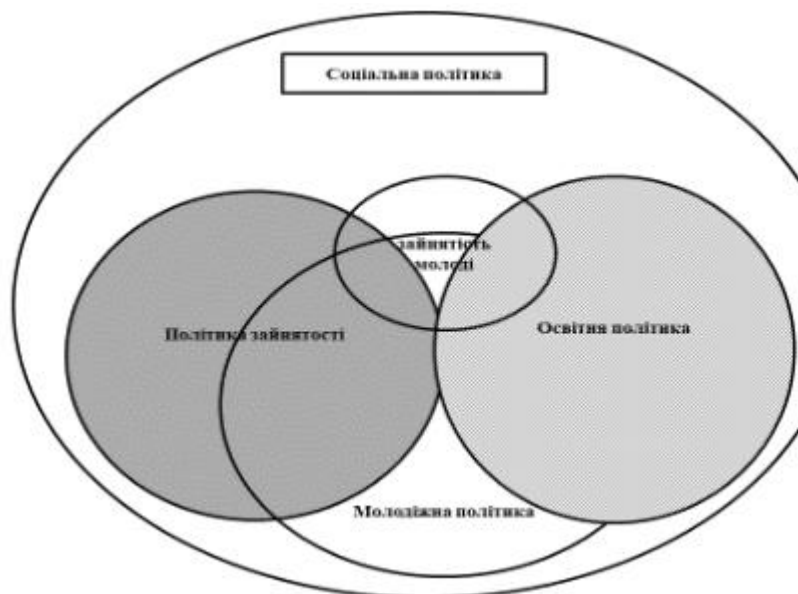 Соціальна політика
зайнятість
молоді
Політика зайнятості
Освітня політика
Молодіжна політика